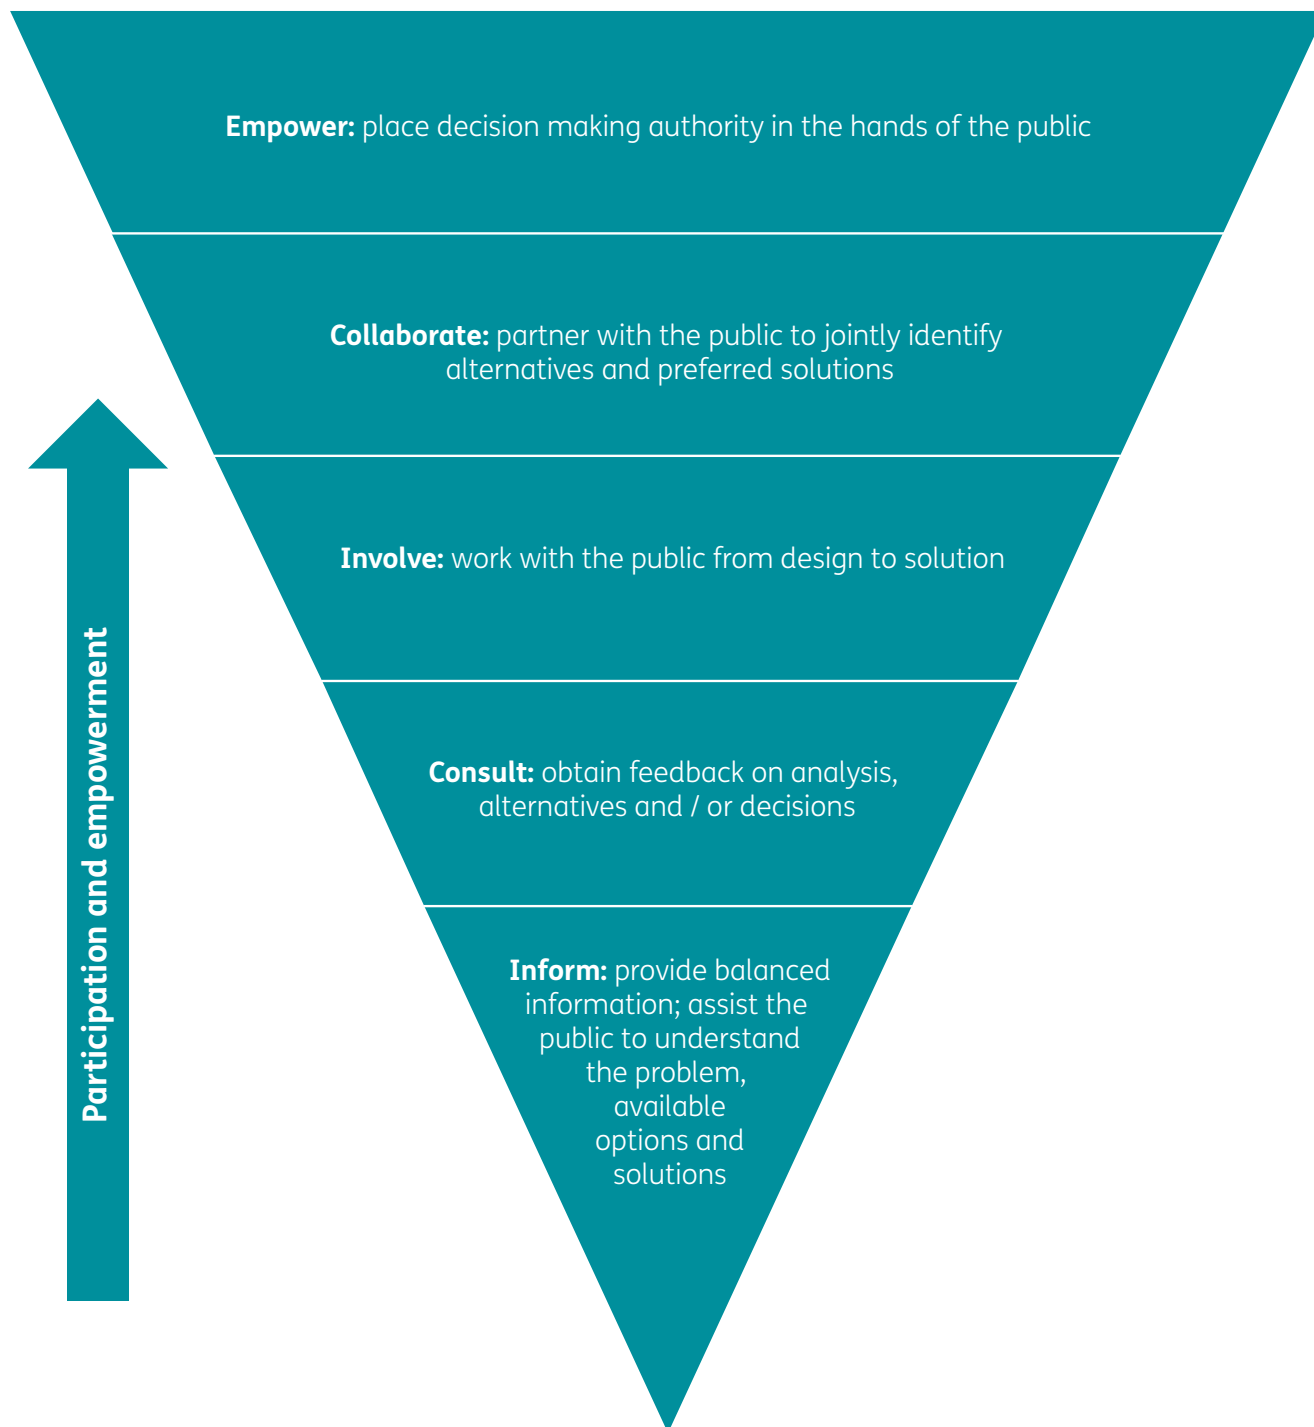 Empower: place decision making authority in the hands of the public
Collaborate: partner with the public to jointly identify
alternatives and preferred solutions
Involve: work with the public from design to solution
Consult: obtain feedback on analysis,
alternatives and / or decisions
Inform: provide balanced
information; assist the
public to understand
the problem,
available
options and
solutions
Participation and empowerment